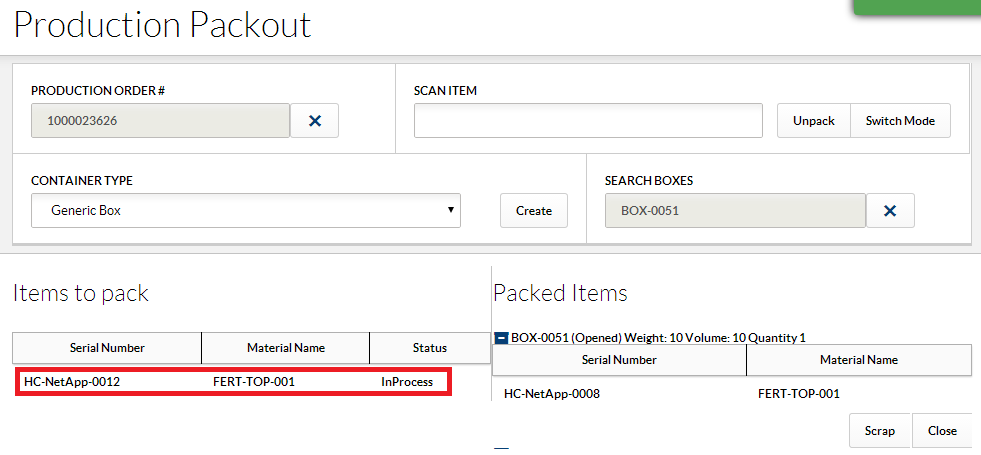 Production Packout
PRODUCTION ORDER #
SCAN ITEM
1000023626
Unpack
Switch Mode
CONTAINER TYPE
SEARCH BOXES
Generic Box
Create
BOX-0051
Items to pack
Packed Items
BOX-0051 (Opened) Weight: 10 Volume: 10 Quantity 1
Serial Number Material Name Status
Serial Number Material Name
HC-NetApp-0012 FERT-TOP-001 InProcess
HC-NetApp-0008 FERT-TOP-001
Scrap
Close